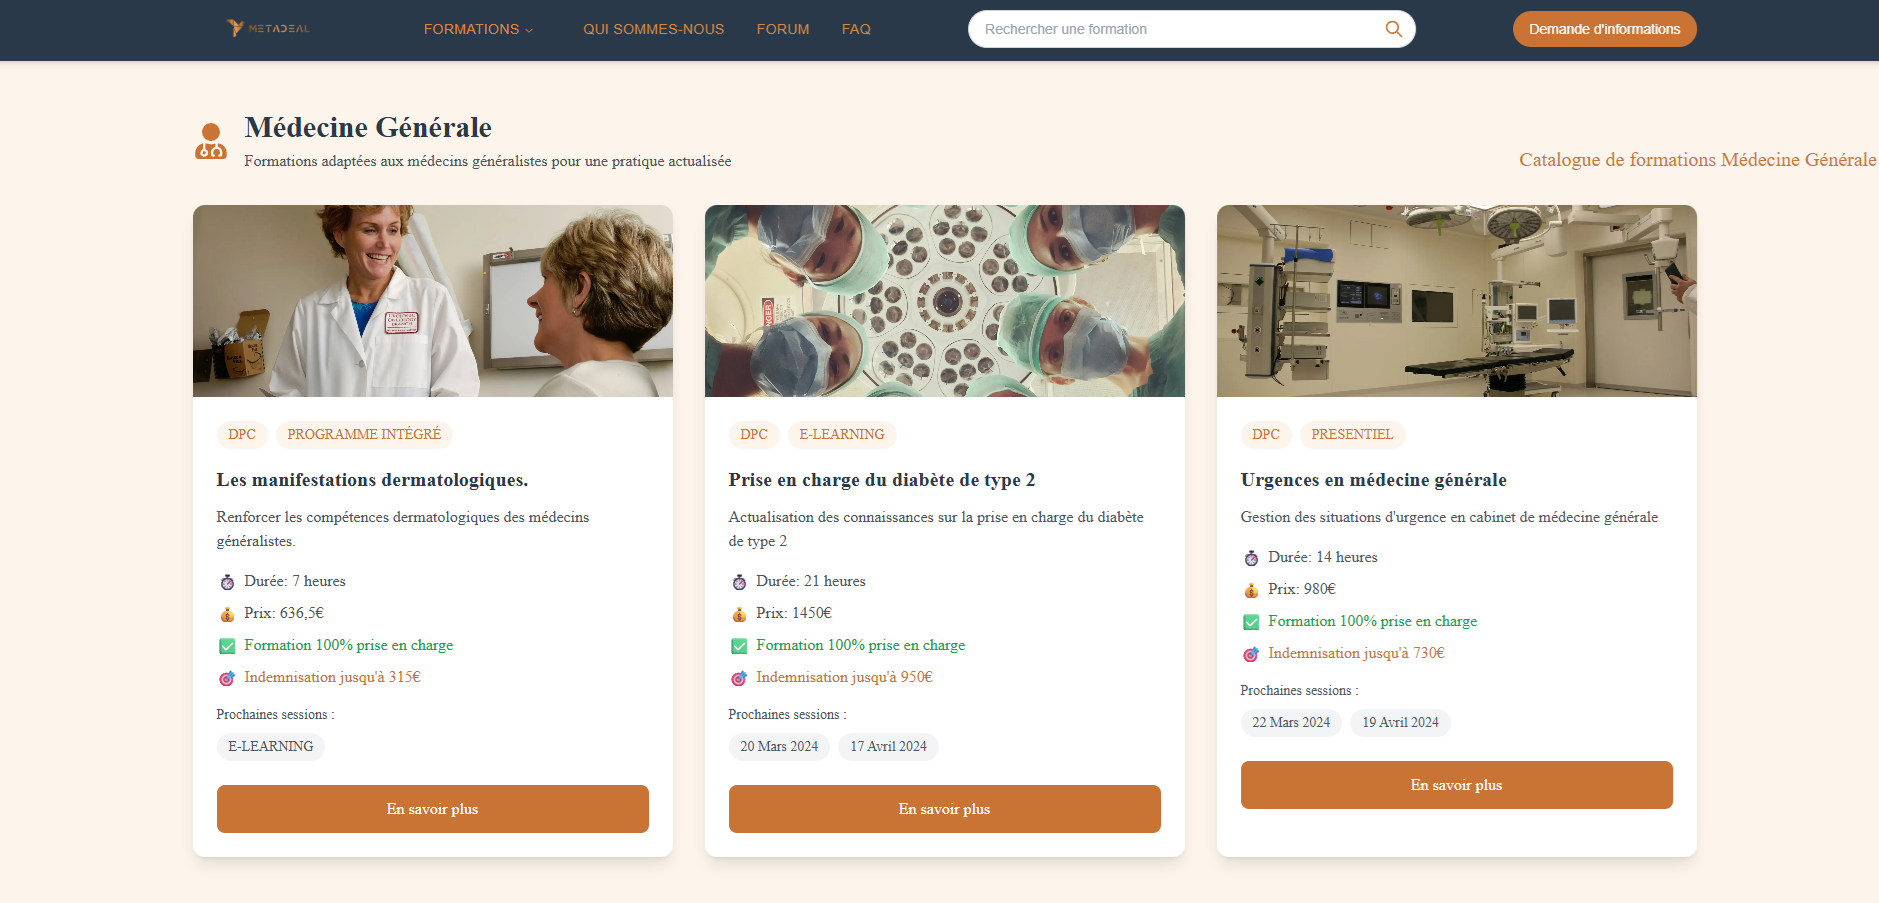 METADEAL
FORMATIONS
QUI SOMMES-NOUS
FORUM
FAQ
Rechercher une formation
Demande d'informations
Médecine Générale
Formations adaptées aux médecins généralistes pour une pratique actualisée
Catalogue de formations Médecine Générale
DPC
PROGRAMME INTÉGRÉ
Les manifestations dermatologiques.
Renforcer les compétences dermatologiques des médecins
généralistes.
Durée: 7 heures
Prix: 636,5€
Formation 100% prise en charge
Indemnisation jusqu'à 315€
Prochaines sessions :
E-LEARNING
En savoir plus
DPC
E-LEARNING
Prise en charge du diabète de type 2
Actualisation des connaissances sur la prise en charge du diabète
de type 2
Durée: 21 heures
Prix: 1450€
Formation 100% prise en charge
Indemnisation jusqu'à 950€
Prochaines sessions :
20 Mars 2024
17 Avril 2024
En savoir plus
DPC
PRESENTIEL
Urgences en médecine générale
Gestion des situations d'urgence en cabinet de médecine générale
Durée: 14 heures
Prix: 980€
Formation 100% prise en charge
Indemnisation jusqu'à 730€
Prochaines sessions :
22 Mars 2024
19 Avril 2024
En savoir plus